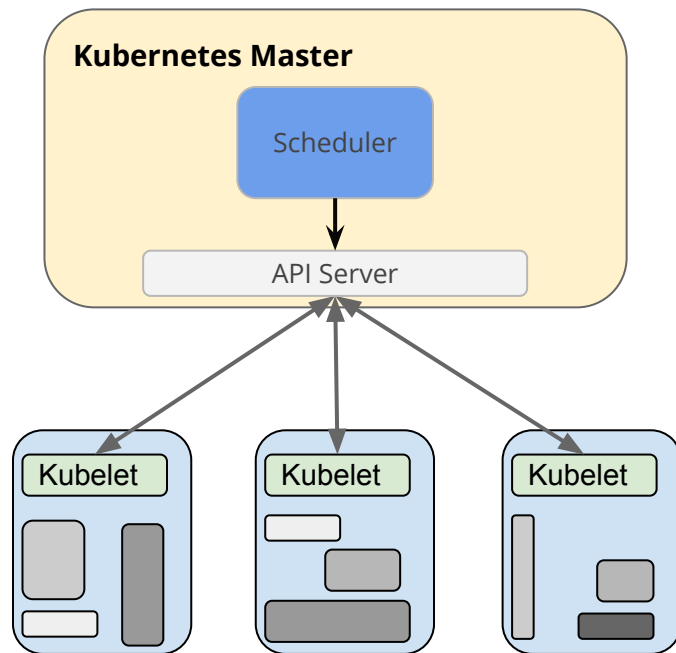 Kubernetes Master
Scheduler
API Server
Kubelet
Kubelet
Kubelet